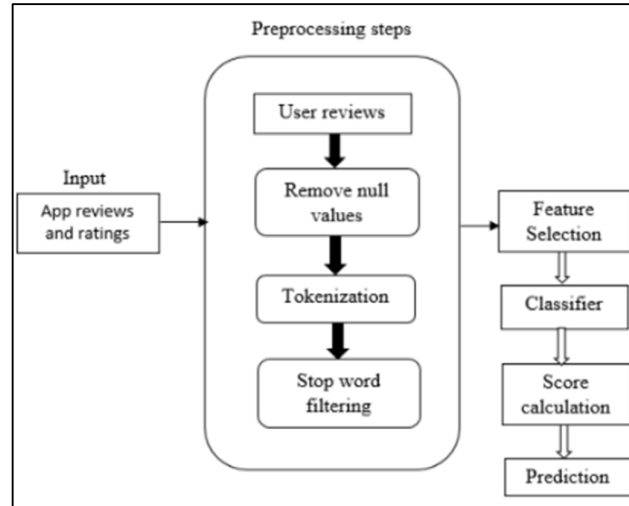 Preprocessing steps
Input
App reviews
and ratings
User reviews
Remove null
values
Tokenization
Stop word
filtering
Feature
Selection
Classifier
Score
calculation
Prediction